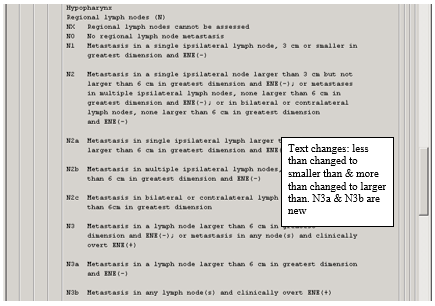 Hypopharynx
Regional lymph nodes (N)
NX Regional lymph nodes cannot be assessed
N0 No regional lymph node metastasis
N1 Metastasis in a single ipsilateral lymph node, 3 cm or smaller in
greatest dimension and ENE(-)
N2 Metastasis in a single ipsilateral node larger than 3 cm but not
larger than 6 cm in greatest dimension and ENE(-); or metastases
in multiple ipsilateral lymph nodes, none larger than 6 cm in
greatest dimension and ENE(-); or in bilateral or contralateral
lymph nodes, none larger than 6 cm in greatest dimension
and ENE(-)
N2a Metastasis in single ipsilateral lymph node larger
larger than 6 cm in greatest dimension and ENE
N2b Metastasis in multiple ipsilateral lymph nodes,
than 6 cm in greatest dimension and ENE(-)
N2c Metastasis in bilateral or contralateral lymph
than 6cm in greatest dimension
N3 Metastasis in a lymph node larger than 6 cm in
dimension and ENE(-); or metastasis in any node(s) and clinically
overt ENE(+)
N3a Metastasis in a lymph node larger than 6 cm in greatest dimension
and ENE(-)
N3b Metastasis in any lymph node(s) and clinically overt ENE(+)
Text changes: less
than changed to
smaller than & more
than changed to larger
than. N3a & N3b are
new